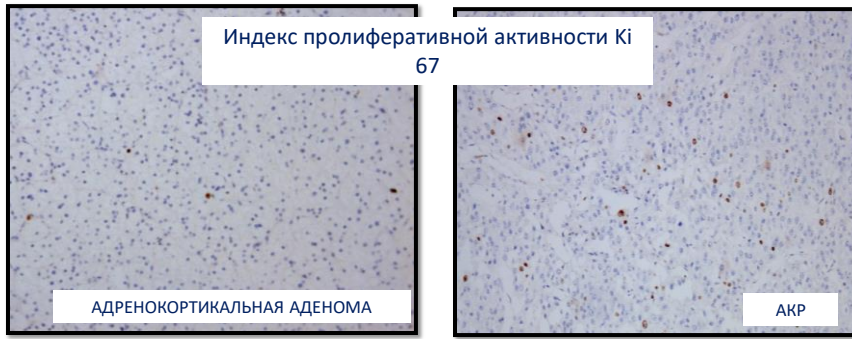 Индекс пролиферативной активности Ki
67
АДРЕНОКОРТИКАЛЬНАЯ АДЕНОМА
АКР